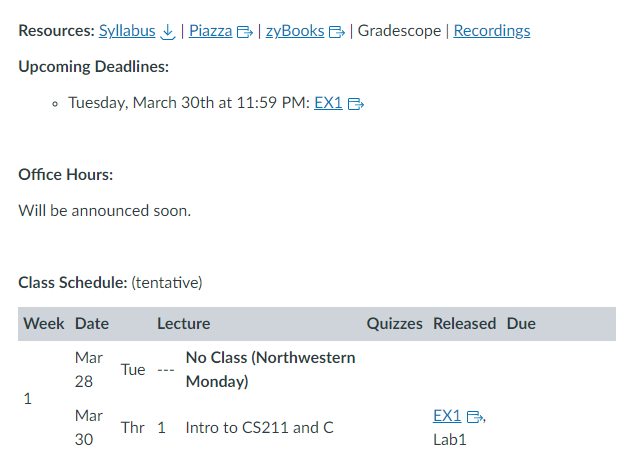 Resources: Syllabus | Piazza | zyBooks | Gradescope | Recordings
Upcoming Deadlines:
Tuesday, March 30th at 11:59 PM: EX1
Office Hours:
Will be announced soon.
Class Schedule: (tentative)
Week Date Lecture Quizzes Released Due
1
Mar 28 Tue --- No Class (Northwestern Monday)
Mar 30 Thr 1 Intro to CS211 and C EX1, Lab1